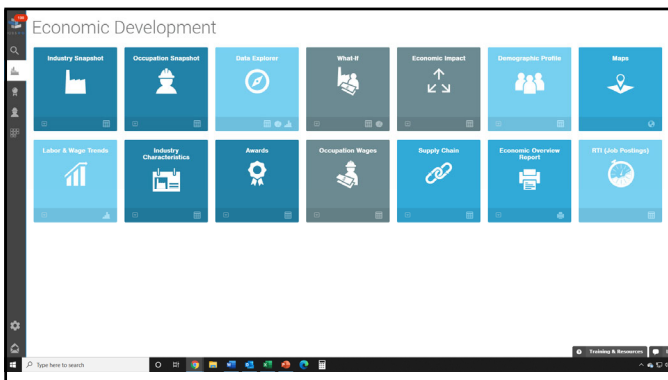 Economic Development
Industry Snapshot
Occupation Snapshot
Data Explorer
What-If
Economic Impact
Demographic Profile
Maps
Labor & Wage Trends
Industry
Characteristics
Awards
Occupation Wages
Supply Chain
Economic Overview
Report
RTI (Job Postings)
Training & Resources
Type here to search